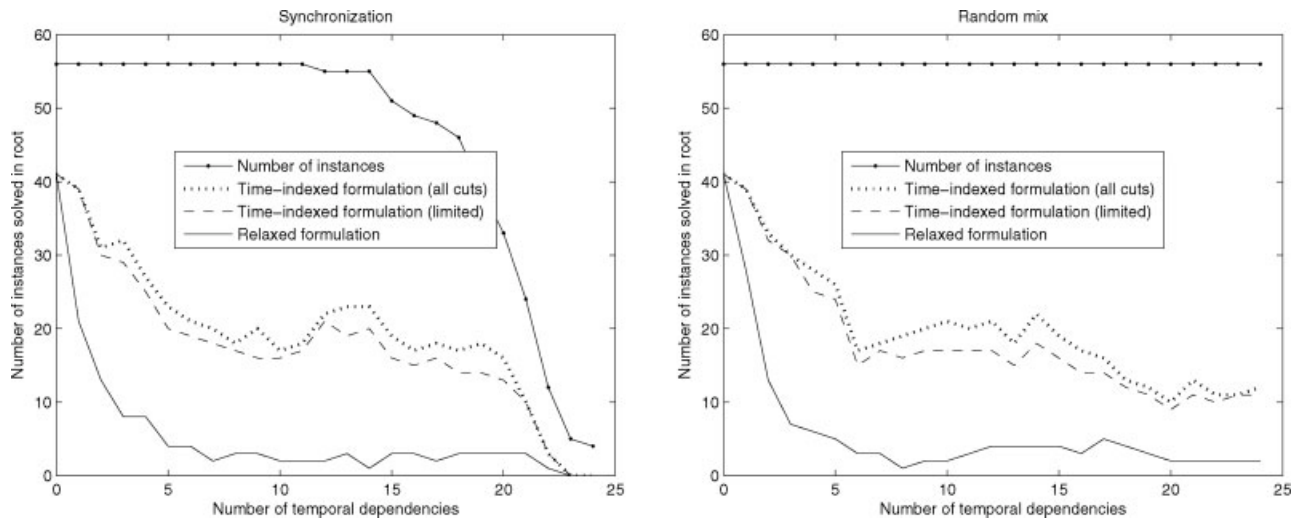 Synchronization
60
50
40
30
20
10
0
Number of instances solved in root
Number of instances
Time-indexed formulation (all cuts)
Time-indexed formulation (limited)
Relaxed formulation
0 5 10 15 20 25
Number of temporal dependencies
Random mix
60
50
40
30
20
10
0
Number of instances solved in root
Number of instances
Time-indexed formulation (all cuts)
Time-indexed formulation (limited)
Relaxed formulation
0 5 10 15 20 25
Number of temporal dependencies